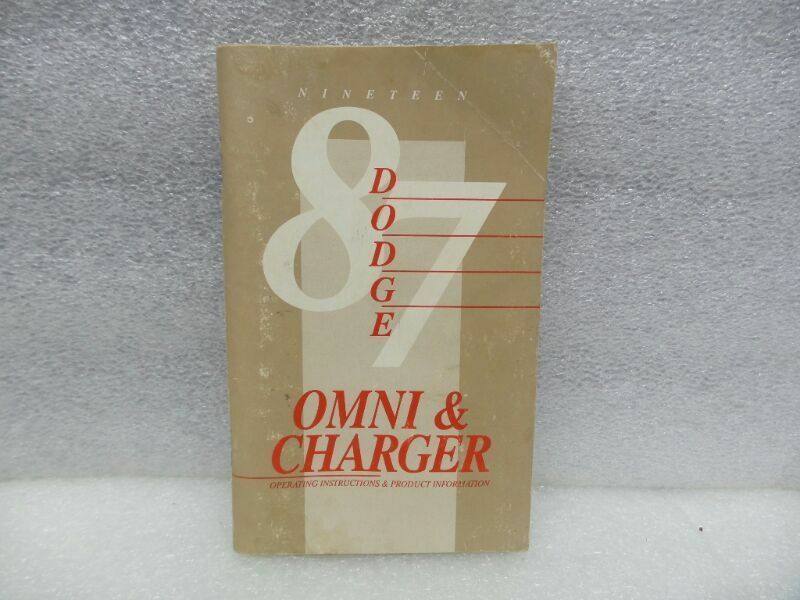 NINETEEN
87
DODGE
OMNI &
CHARGER
OPERATING INSTRUCTIONS & PRODUCT INFORMATION